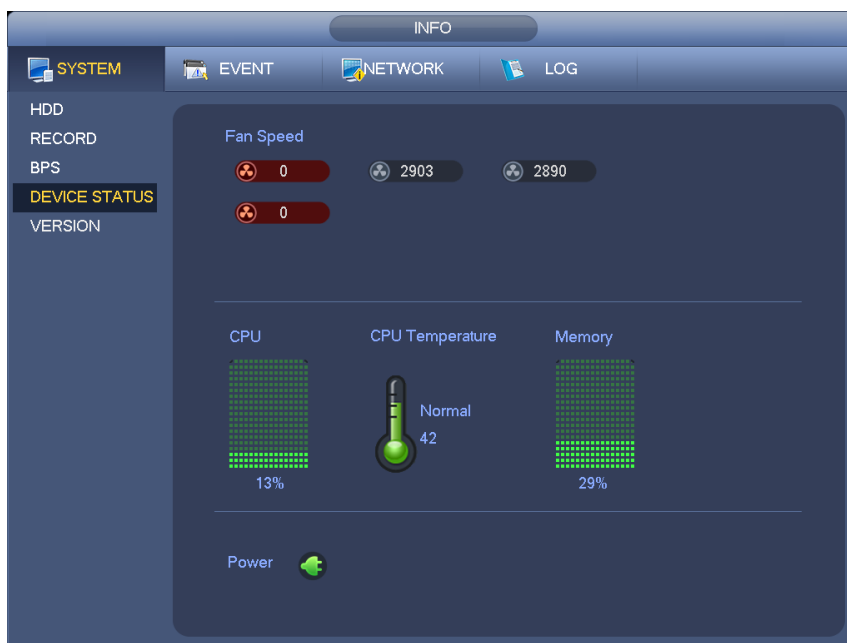 INFO
SYSTEM
EVENT
NETWORK
LOG
HDD
RECORD
BPS
DEVICE STATUS
VERSION
Fan Speed
0
2903
2890
0
CPU
CPU Temperature
Memory
Normal
42
13%
29%
Power